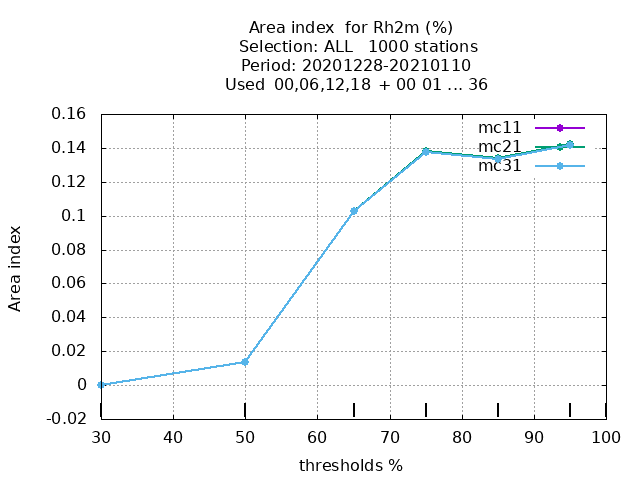 Area index  for Rh2m (%)
Selection: ALL   1000 stations
Period: 20201228-20210110
Used  00,06,12,18  + 00 01 ... 36
0.16
0.14
0.12
0.1
0.08
0.06
0.04
0.02
0
-0.02
Area index
mc11
mc21
mc31
30 40 50 60 70 80 90 100
thresholds %